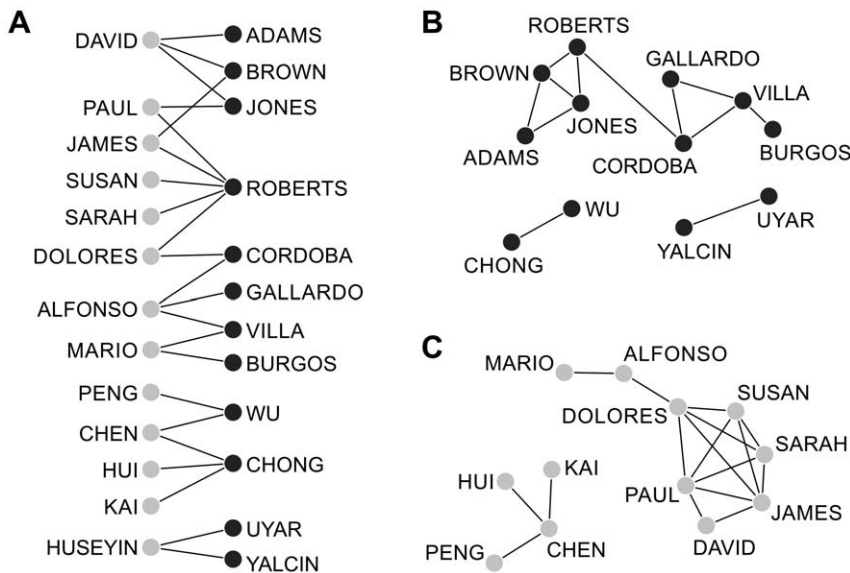 A
DAVID
PAUL
JAMES
SUSAN
SARAH
DOLORES
ALFONSO
MARIO
PENG
CHEN
HUI
KAI
HUSEYIN
ADAMS
BROWN
JONES
ROBERTS
CORDOBA
GALLARDO
VILLA
BURGOS
WU
CHONG
UYAR
YALCIN
B
ROBERTS
GALLARDO
BROWN
VILLA
JONES
ADAMS
CORDOBA
BURGOS
WU
UYAR
CHONG
YALCIN
C
MARIO
ALFONSO
SUSAN
DOLORES
SARAH
KAI
HUI
PAUL
JAMES
PENG
CHEN
DAVID